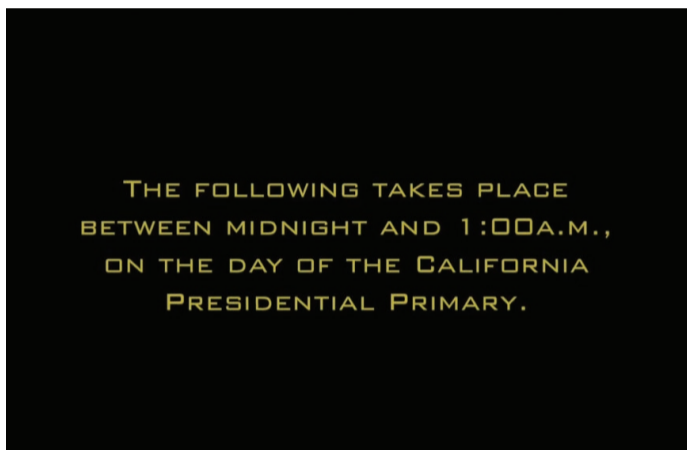 The following takes place
between midnight and 1:00a.m.,
on the day of the California
Presidential Primary.